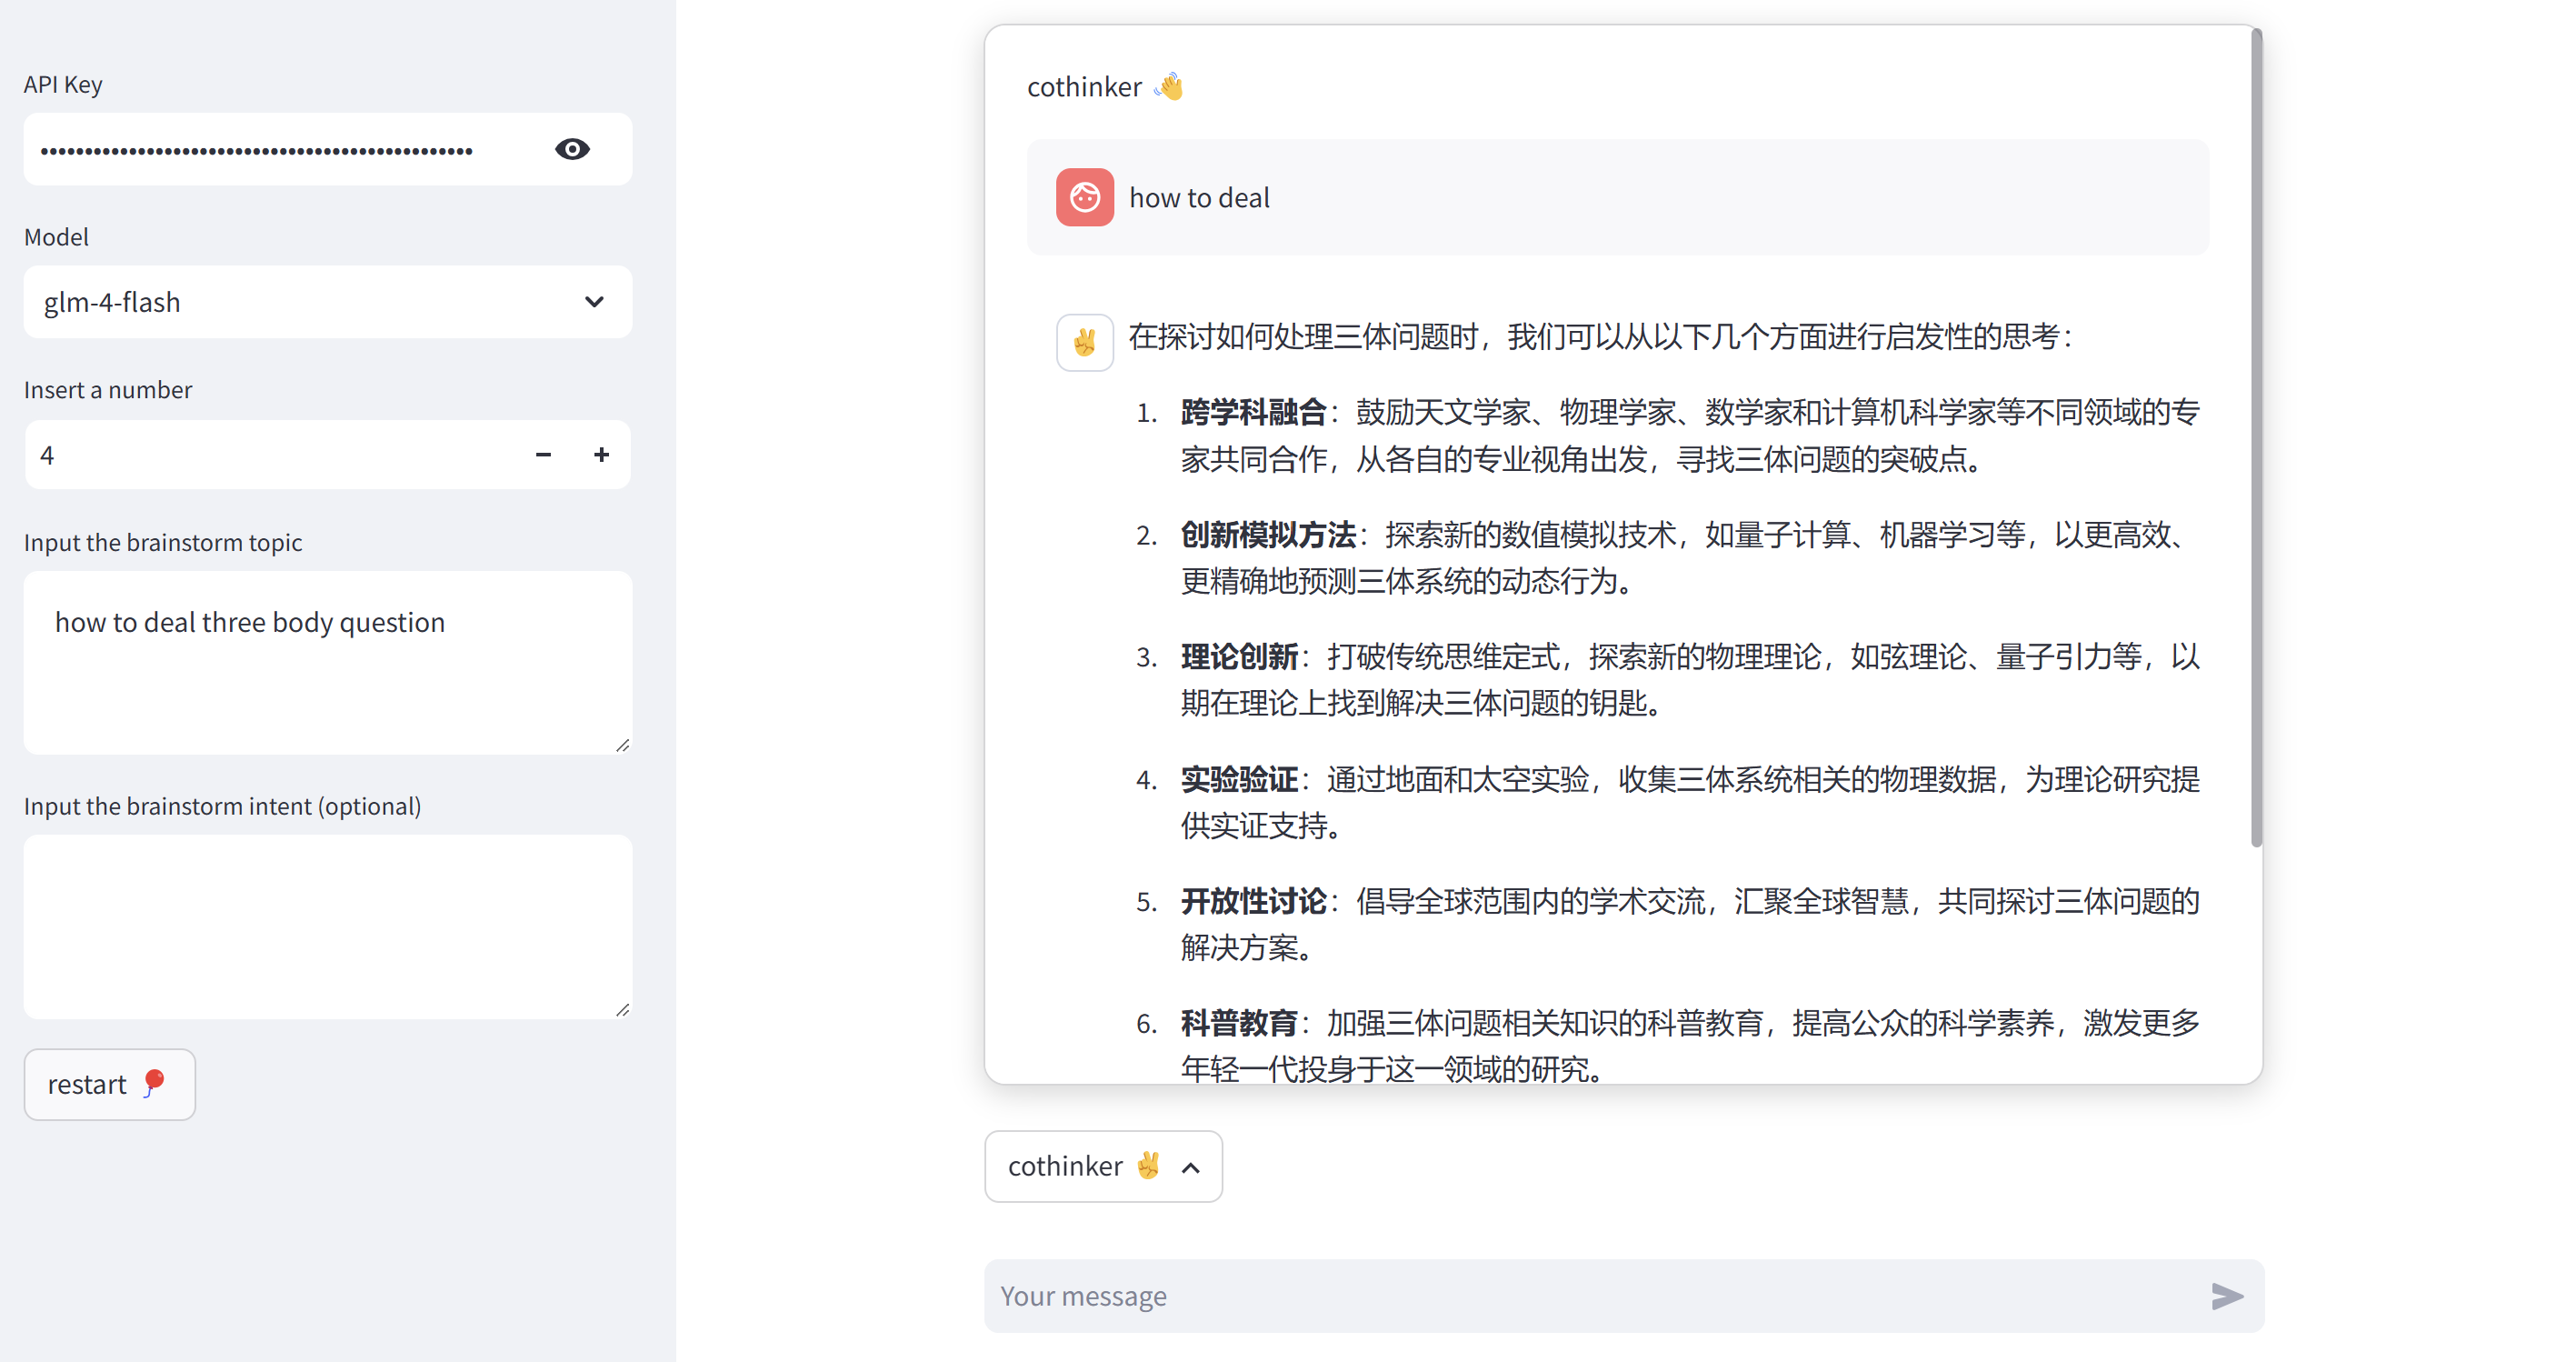 API Key
••••••••••••••••••••••••••••••••••••••••••••••••
Model
glm-4-flash
Insert a number
4
Input the brainstorm topic
how to deal three body question
Input the brainstorm intent (optional)
restart 🎈
cothinker 👋
how to deal
在探讨如何处理三体问题时，我们可以从以下几个方面进行启发性的思考：
1. 跨学科融合：鼓励天文学家、物理学家、数学家和计算机科学家等不同领域的专
家共同合作，从各自的专业视角出发，寻找三体问题的突破点。
2. 创新模拟方法：探索新的数值模拟技术，如量子计算、机器学习等，以更高效、
更精确地预测三体系统的动态行为。
3. 理论创新：打破传统思维定式，探索新的物理理论，如弦理论、量子引力等，以
期在理论上找到解决三体问题的钥匙。
4. 实验验证：通过地面和太空实验，收集三体系统相关的物理数据，为理论研究提
供实证支持。
5. 开放性讨论：倡导全球范围内的学术交流，汇聚全球智慧，共同探讨三体问题的
解决方案。
6. 科普教育：加强三体问题相关知识的科普教育，提高公众的科学素养，激发更多
年轻一代投身于这一领域的研究。
cothinker ✌️
Your message